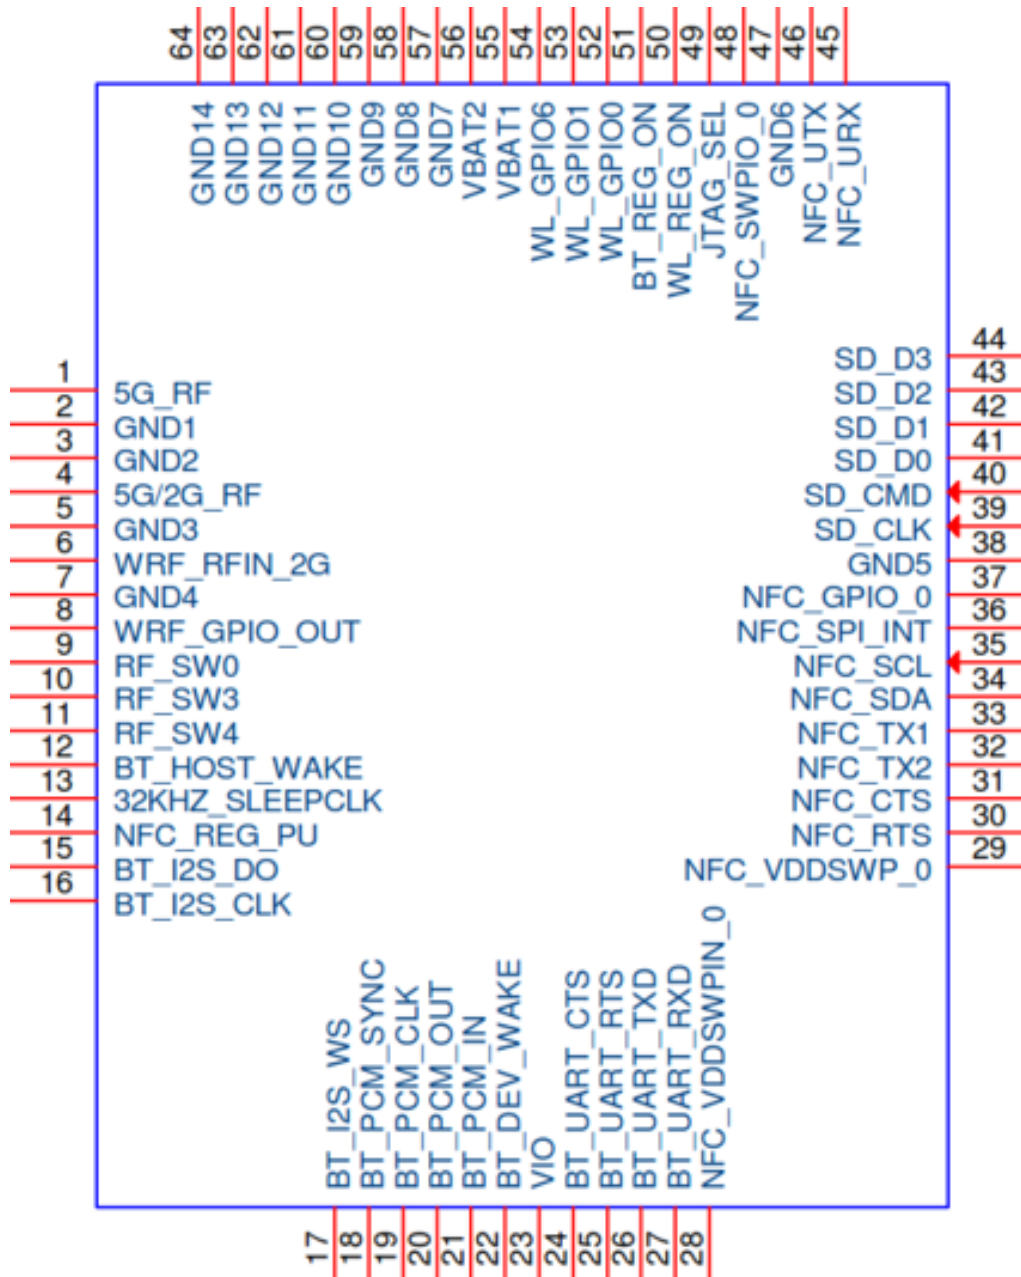 64
63
62
61
60
59
58
57
56
55
54
53
52
51
50
49
48
47
46
45
GND14
GND13
GND12
GND11
GND10
GND9
GND8
GND7
VBAT2
VBAT1
WL_GPIO6
WL_GPIO1
WL_GPIO0
BT_REG_ON
WL_REG_ON
JTAG_SEL
NFC_SWPIO_0
GND6
NFC_UTX
NFC_URX
1
5G_RF
2
GND1
3
GND2
4
5G/2G_RF
5
GND3
6
WRF_RFIN_2G
7
GND4
8
WRF_GPIO_OUT
9
RF_SW0
10
RF_SW3
11
RF_SW4
12
BT_HOST_WAKE
13
32KHZ_SLEEPCLK
14
NFC_REG_PU
15
BT_I2S_DO
16
BT_I2S_CLK
44
SD_D3
43
SD_D2
42
SD_D1
41
SD_D0
40
SD_CMD
39
SD_CLK
38
GND5
37
NFC_GPIO_0
36
NFC_SPI_INT
35
NFC_SCL
34
NFC_SDA
33
NFC_TX1
32
NFC_TX2
31
NFC_CTS
30
NFC_RTS
29
NFC_VDDSWP_0
BT_I2S_WS
BT_PCM_SYNC
BT_PCM_CLK
BT_PCM_OUT
BT_PCM_IN
BT_DEV_WAKE
VIO
BT_UART_CTS
BT_UART_RTS
BT_UART_TXD
BT_UART_RXD
NFC_VDDSWPIN_0
17
18
19
20
21
22
23
24
25
26
27
28